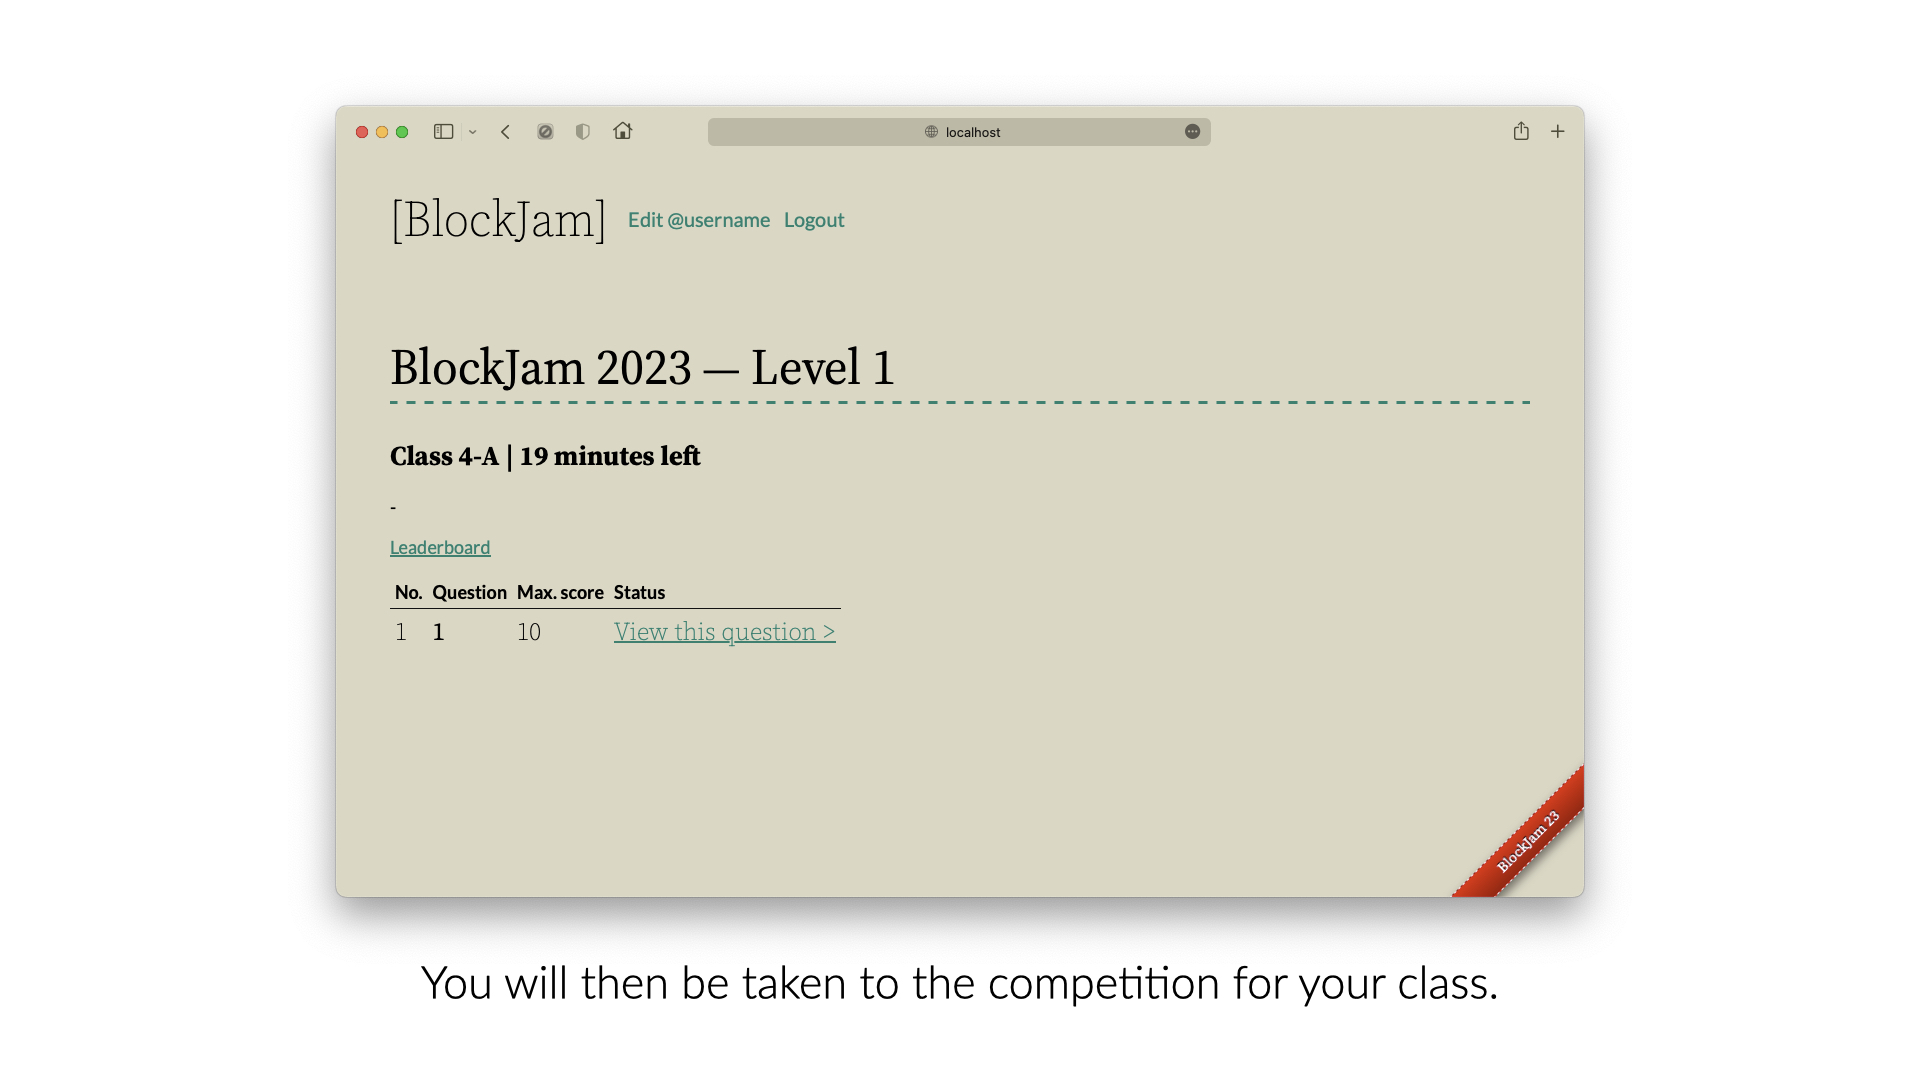 localhost
[BlockJam] Edit @username Logout
BlockJam 2023 — Level 1
Class 4-A | 19 minutes left
-
Leaderboard
No. Question Max. score Status
1 1 10 View this question >
BlockJam 23
You will then be taken to the competition for your class.